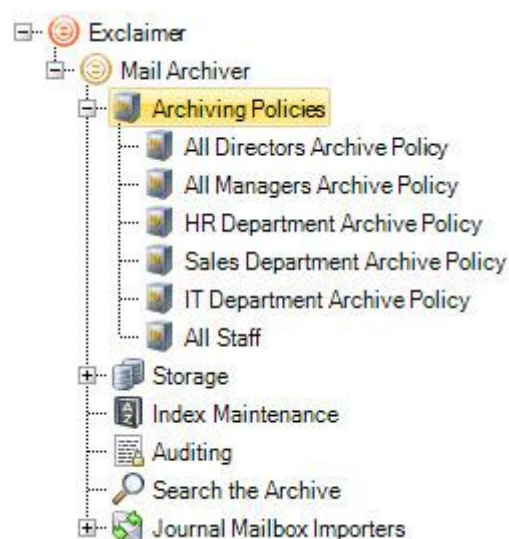 Exclaimer
Mail Archiver
Archiving Policies
All Directors Archive Policy
All Managers Archive Policy
HR Department Archive Policy
Sales Department Archive Policy
IT Department Archive Policy
All Staff
Storage
Index Maintenance
Auditing
Search the Archive
Journal Mailbox Importers